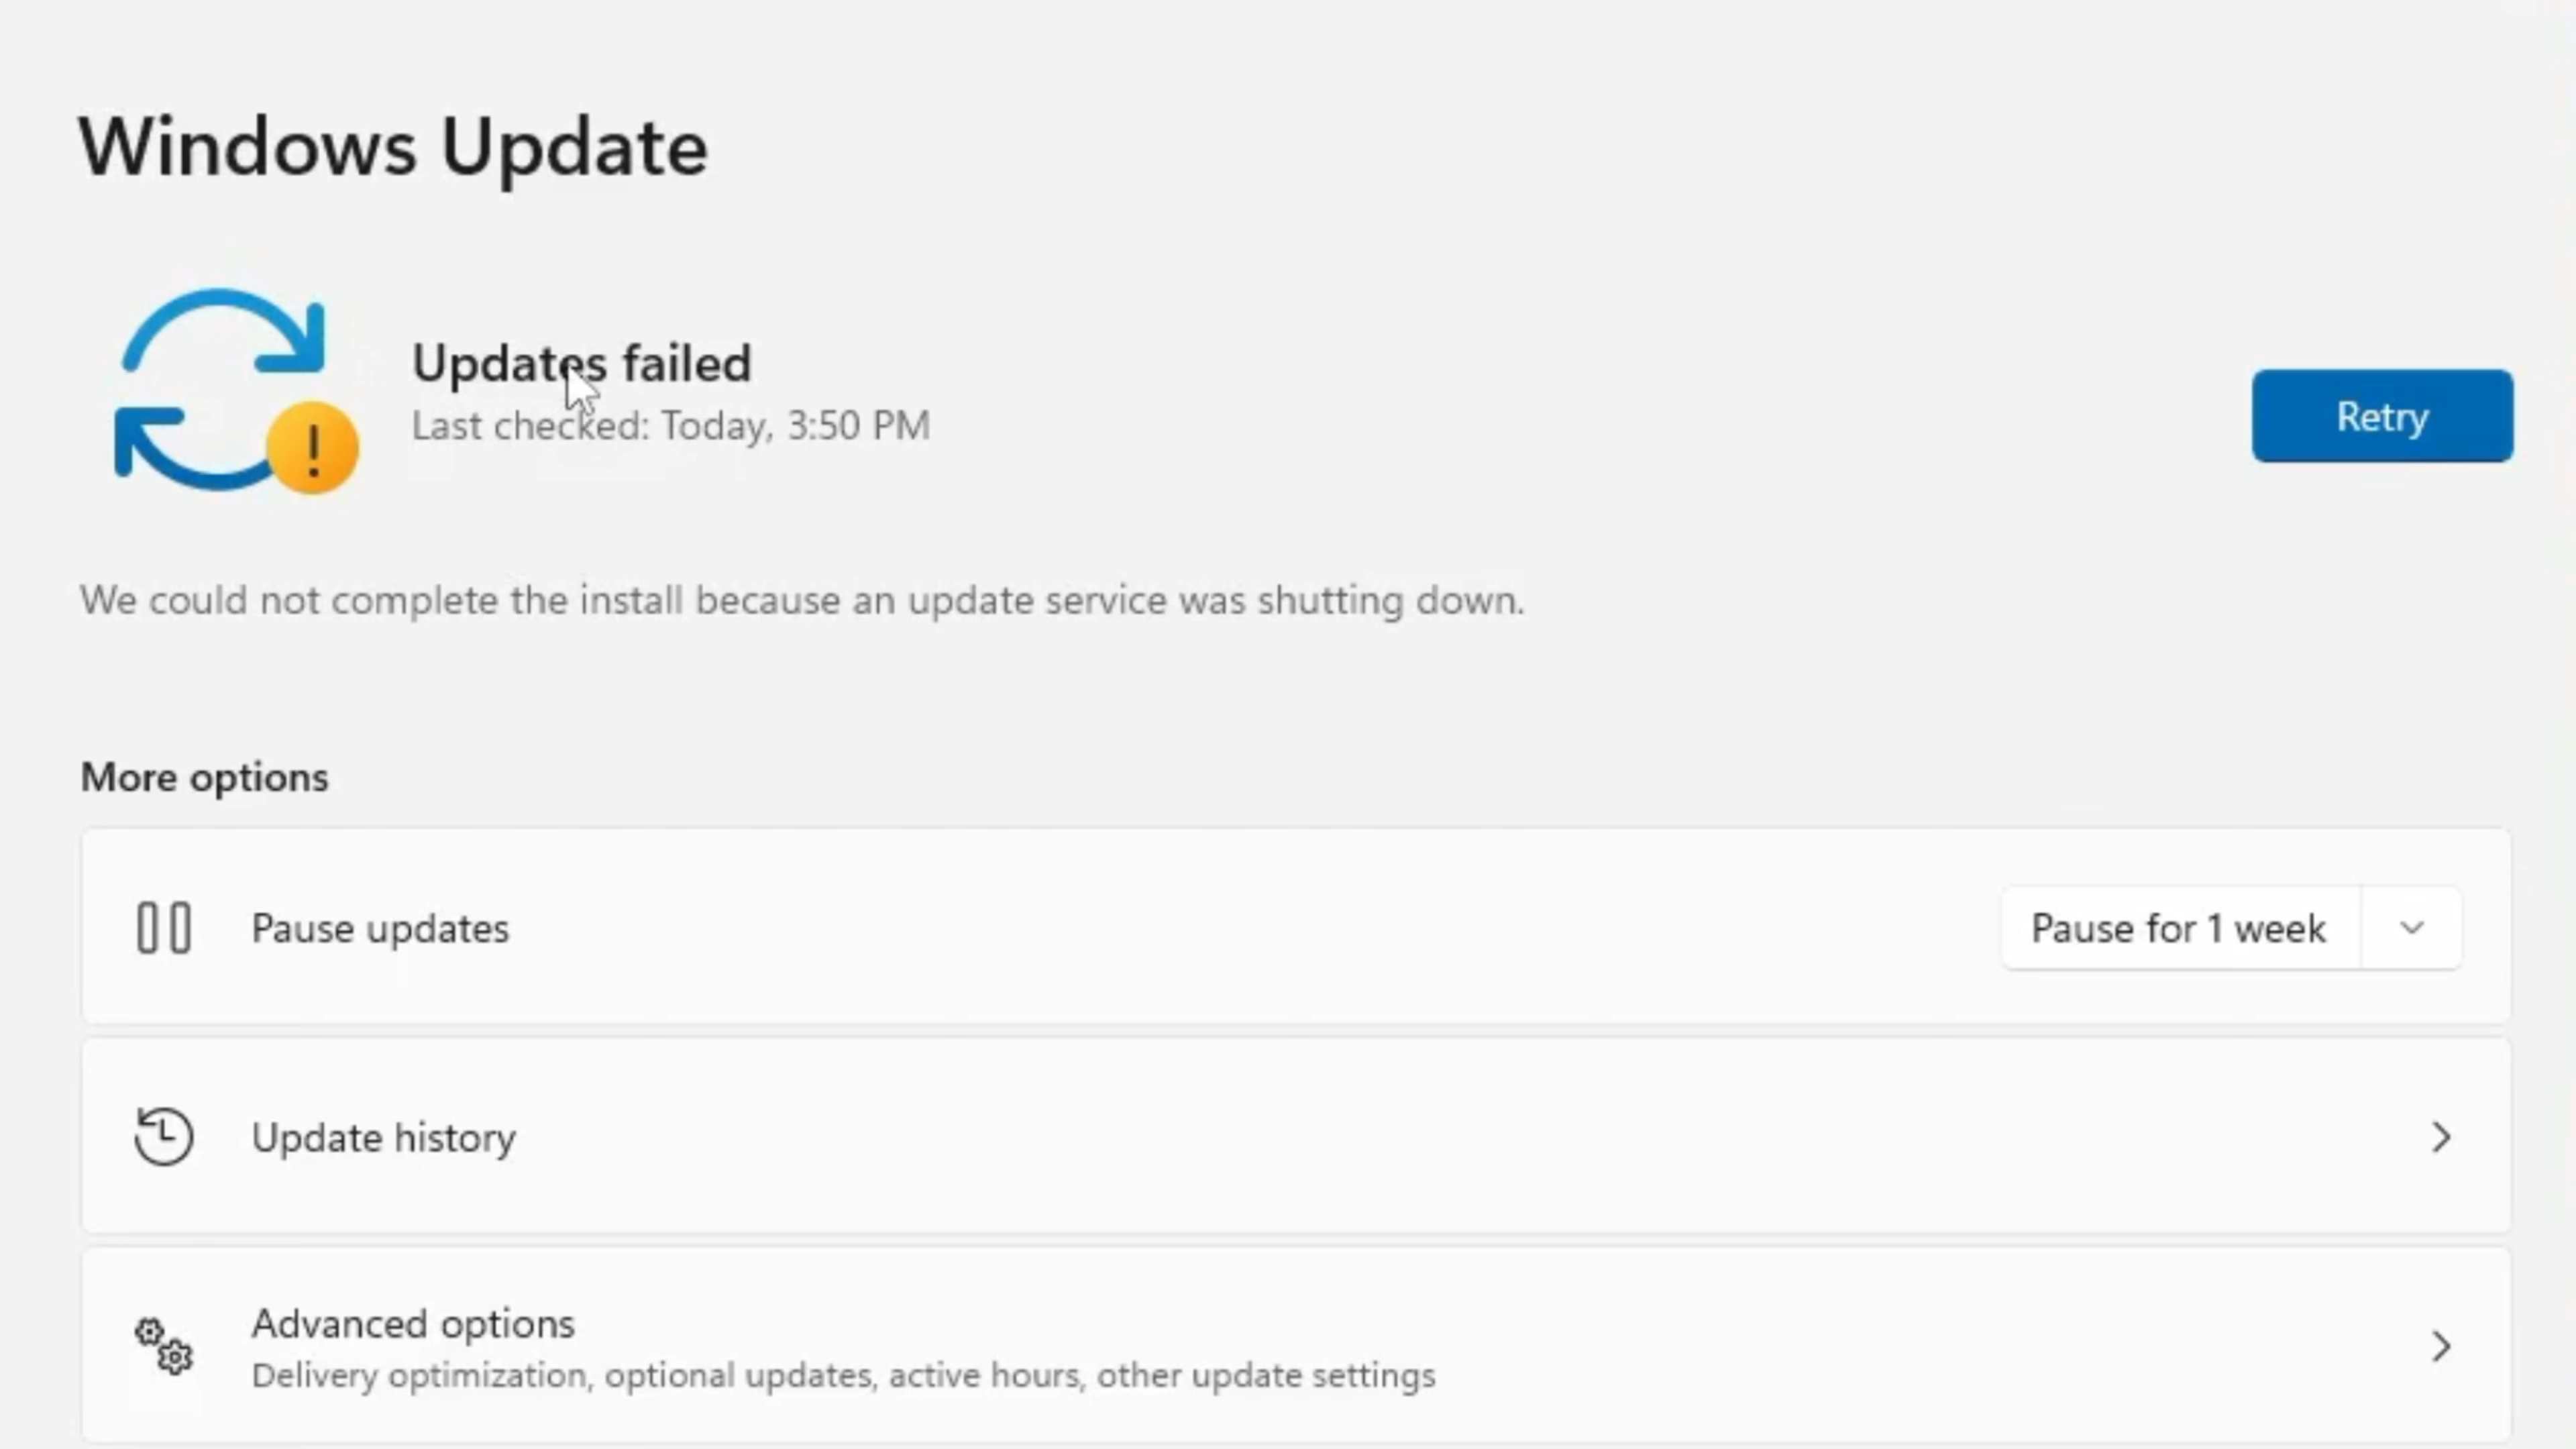 Windows Update
Updates failed
Last checked: Today, 3:50 PM
Retry
We could not complete the install because an update service was shutting down.
More options
Pause updates
Pause for 1 week
Update history
Advanced options
Delivery optimization, optional updates, active hours, other update settings